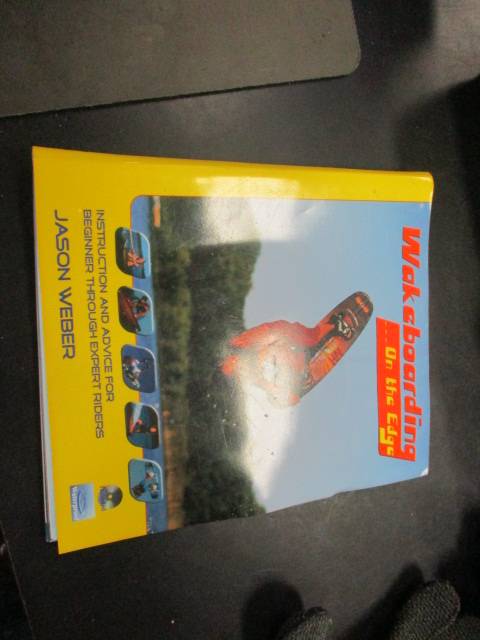 Wakeboarding
On the Edge
INSTRUCTION AND ADVICE FOR
BEGINNER THROUGH EXPERT RIDERS
JASON WEBER